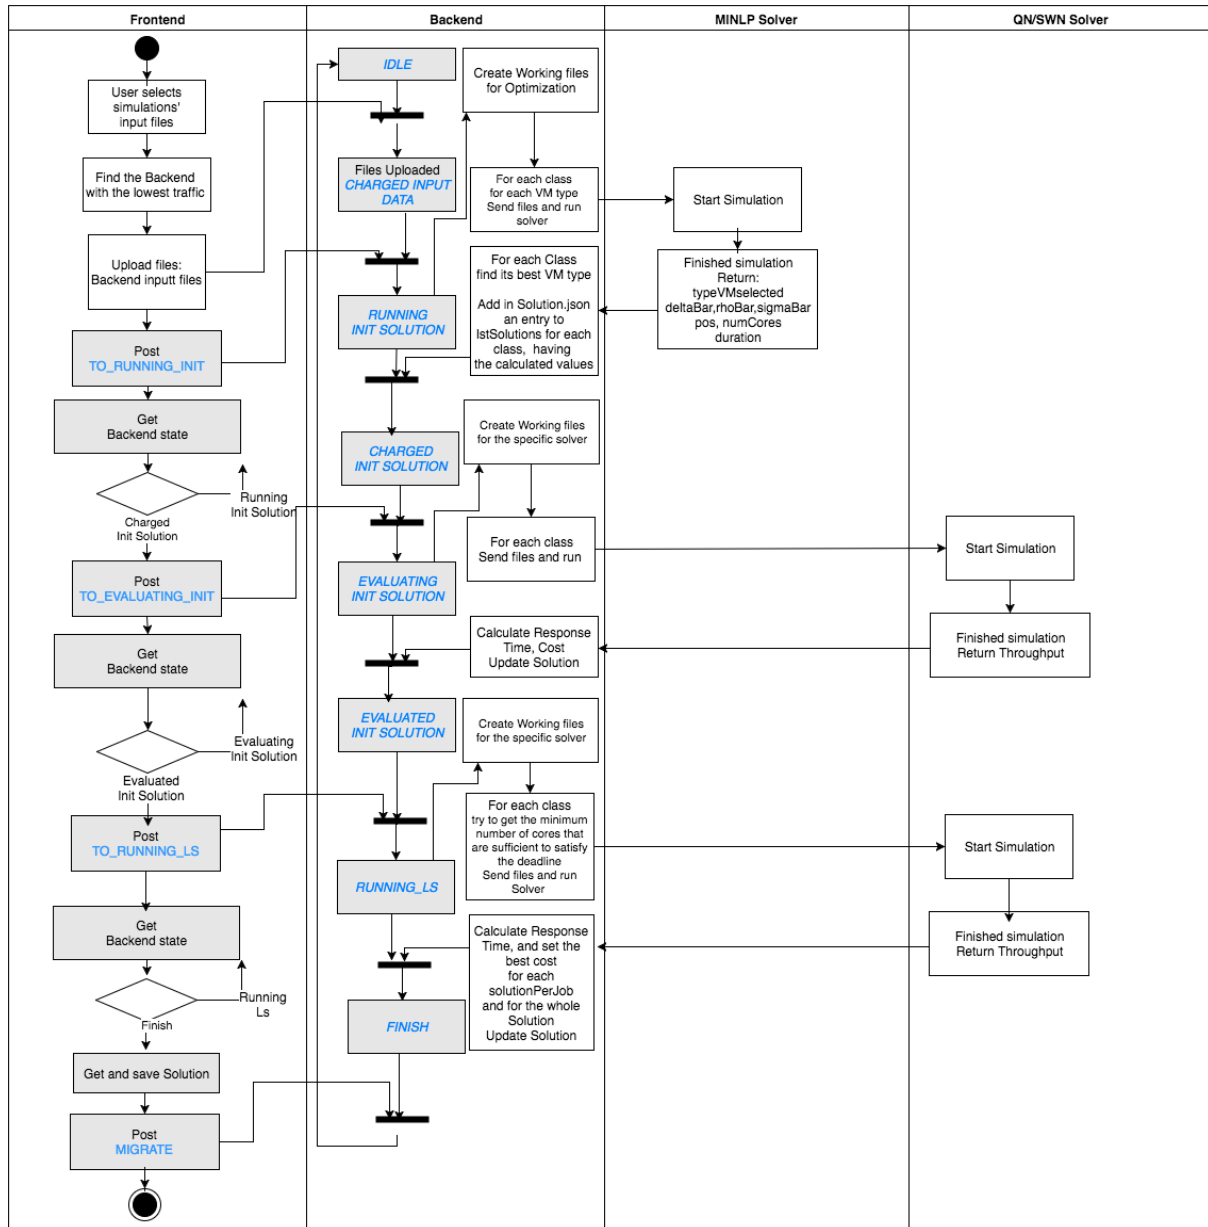 Frontend
Backend
MINLP Solver
QN/SWN Solver
User selects
simulations'
input files
Find the Backend
with the lowest traffic
Upload files:
Backend inputt files
Post
TO_RUNNING_INIT
Get
Backend state
Running
Init Solution
Charged
Init Solution
Post
TO_EVALUATING_INIT
Get
Backend state
Evaluating
Init Solution
Evaluated
Init Solution
Post
TO_RUNNING_LS
Get
Backend state
Running
Ls
Finish
Get and save Solution
Post
MIGRATE
IDLE
Files Uploaded
CHARGED INPUT
DATA
RUNNING
INIT SOLUTION
CHARGED
INIT SOLUTION
EVALUATING
INIT SOLUTION
EVALUATED
INIT SOLUTION
RUNNING_LS
FINISH
Create Working files
for Optimization
For each class
for each VM type
Send files and run
solver
For each Class
find its best VM type
Add in Solution.json
an entry to
lstSolutions for each
class, having
the calculated values
Create Working files
for the specific solver
For each class
Send files and run
Calculate Response
Time, Cost
Update Solution
Create Working files
for the specific solver
For each class
try to get the minimum
number of cores that
are sufficient to satisfy
the deadline
Send files and run
Solver
Calculate Response
Time, and set the
best cost
for each
solutionPerJob
and for the whole
Solution
Update Solution
Start Simulation
Finished simulation
Return:
typeVMselected
deltaBar,rhoBar,sigmaBar
pos, numCores
duration
Start Simulation
Finished simulation
Return Throughput
Start Simulation
Finished simulation
Return Throughput